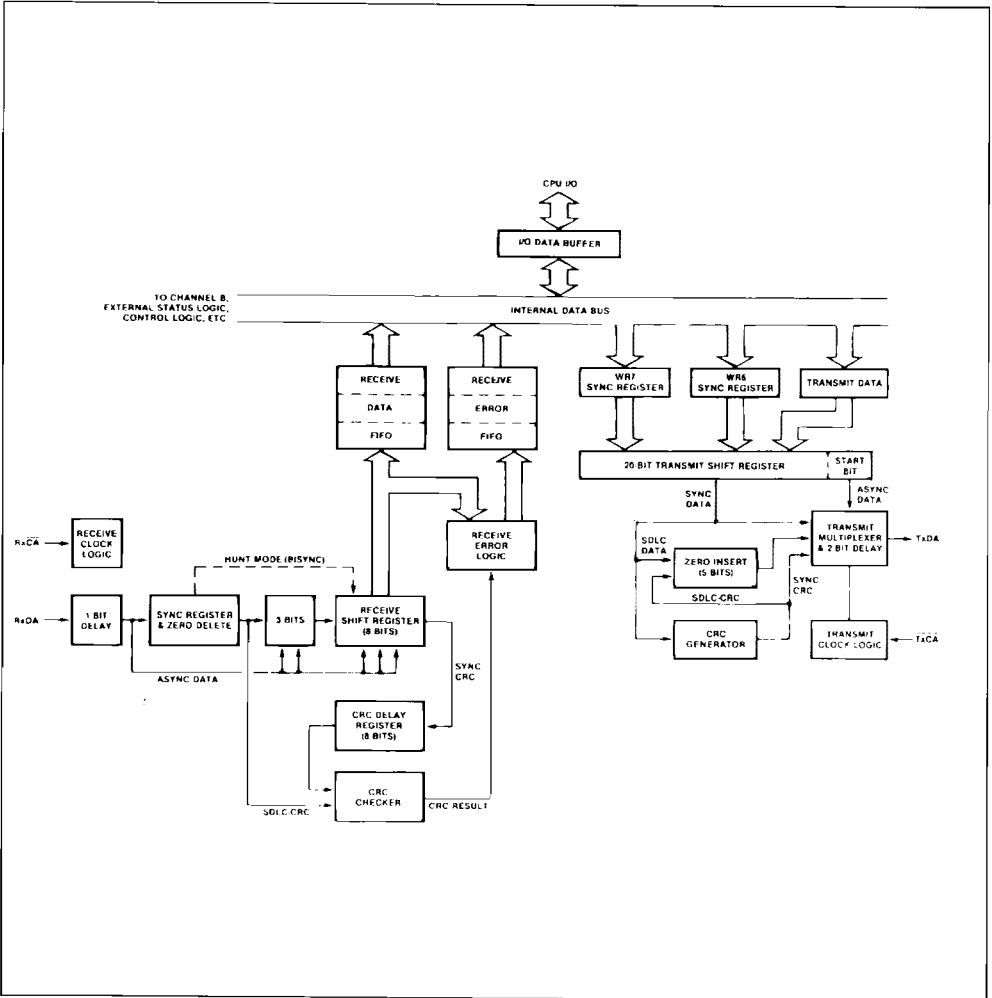 CPU I/O
I/O DATA BUFFER
TO CHANNEL B,
EXTERNAL STATUS LOGIC,
CONTROL LOGIC, ETC
INTERNAL DATA BUS
RECEIVE
DATA
FIFO
RECEIVE
ERROR
FIFO
WR7
SYNC REGISTER
WR6
SYNC REGISTER
TRANSMIT DATA
20 BIT TRANSMIT SHIFT REGISTER
START
BIT
SYNC
DATA
ASYNC
DATA
RxCA
RECEIVE
CLOCK
LOGIC
RECEIVE
ERROR
LOGIC
SDLC
DATA
ZERO INSERT
(5 BITS)
TRANSMIT
MULTIPLEXER
& 2 BIT DELAY
TxDA
HUNT MODE (BISYNC)
SDLC-CRC
SYNC
CRC
RxDA
1 BIT
DELAY
SYNC REGISTER
& ZERO DELETE
3 BITS
RECEIVE
SHIFT REGISTER
(8 BITS)
CRC
GENERATOR
TRANSMIT
CLOCK LOGIC
TxCA
ASYNC DATA
SYNC
CRC
CRC DELAY
REGISTER
(8 BITS)
CRC
CHECKER
SDLC-CRC
CRC RESULT